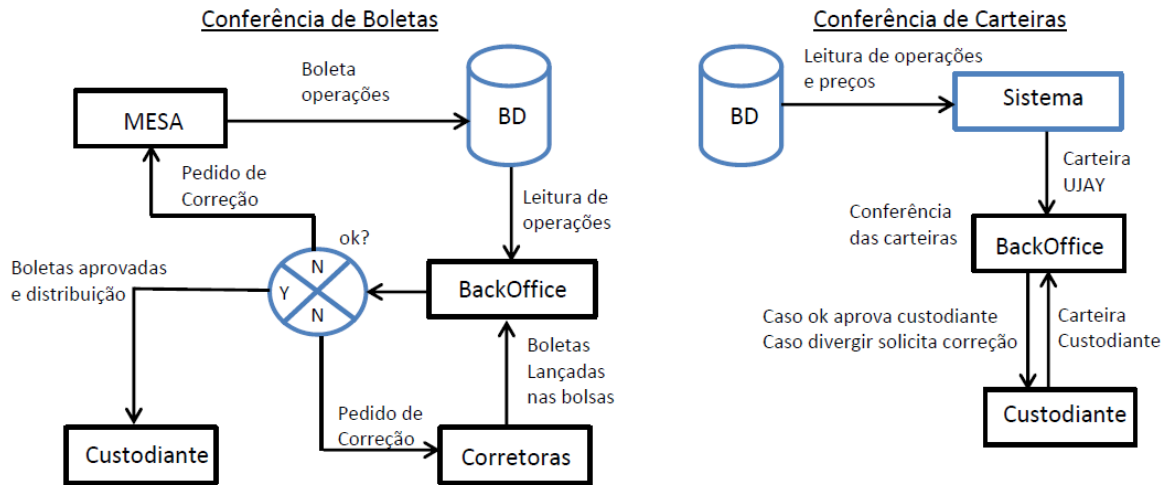 Conferência de Boletas
Boleta
operações
MESA
BD
Pedido de
Correção
Leitura de
operações
ok?
N
Y
N
Boletas aprovadas
e distribuição
BackOffice
Boletas
Lançadas
nas bolsas
Pedido de
Correção
Custodiante
Corretoras
Conferência de Carteiras
Leitura de operações
e preços
BD
Sistema
Carteira
UJAY
Conferência
das carteiras
BackOffice
Caso ok aprova custodiante
Caso divergir solicita correção
Carteira
Custodiante
Custodiante